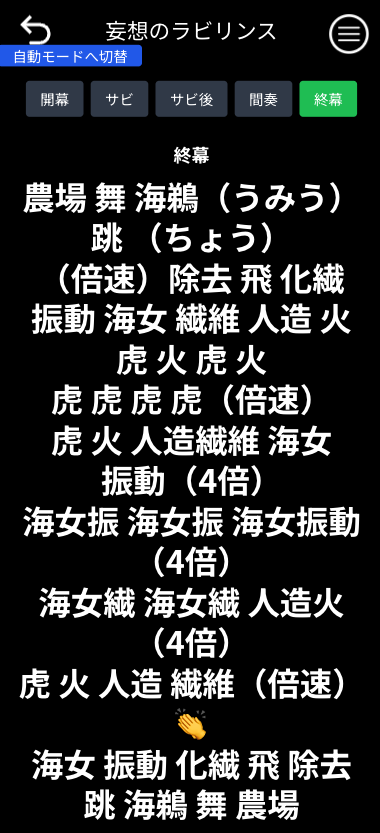 妄想のラビリンス
自動モードへ切替
開幕 サビ サビ後 間奏 終幕
終幕
農場 舞 海鵜（うみう）
跳 （ちょう）
（倍速）除去 飛 化繊
振動 海女 繊維 人造 火
虎 火 虎 火
虎 虎 虎 虎（倍速）
虎 火 人造繊維 海女
振動（4倍）
海女振 海女振 海女振動
（4倍）
海女繊 海女繊 人造火
（4倍）
虎 火 人造 繊維（倍速）
👏
海女 振動 化繊 飛 除去
跳 海鵜 舞 農場